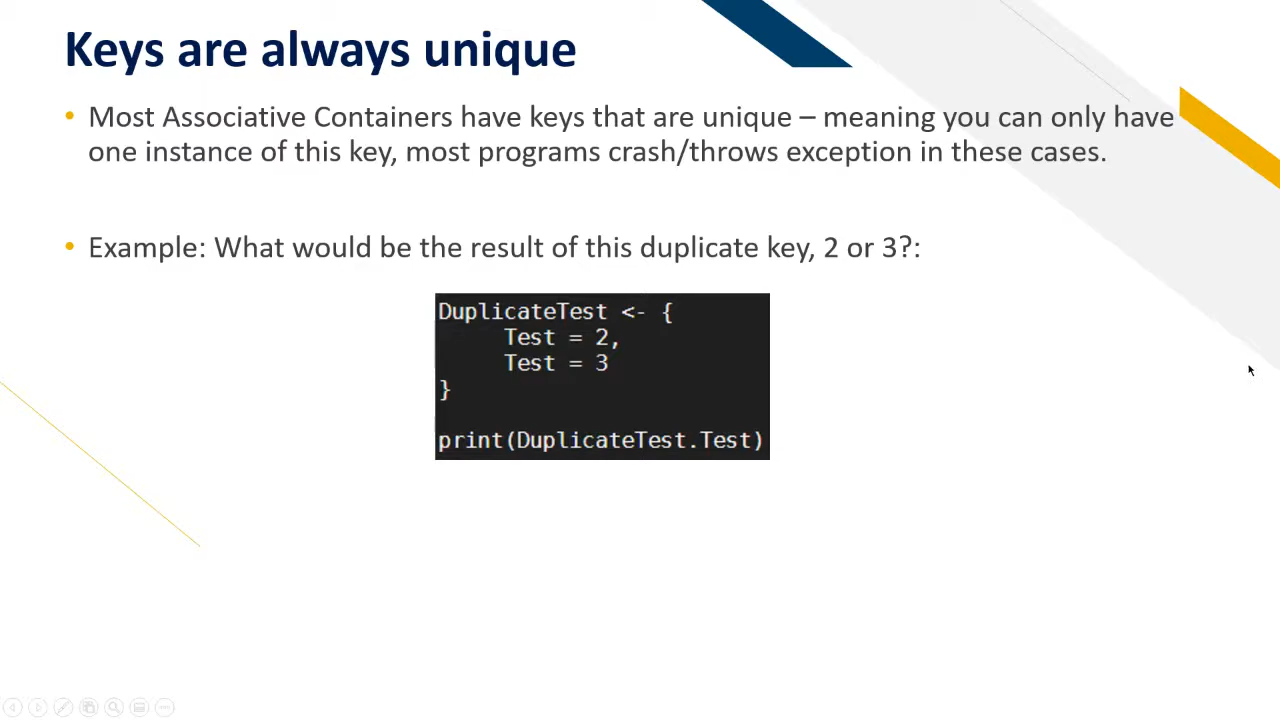 Keys are always unique
• Most Associative Containers have keys that are unique – meaning you can only have
one instance of this key, most programs crash/throws exception in these cases.
• Example: What would be the result of this duplicate key, 2 or 3?:
DuplicateTest <- {
    Test = 2,
    Test = 3
}
print(DuplicateTest.Test)